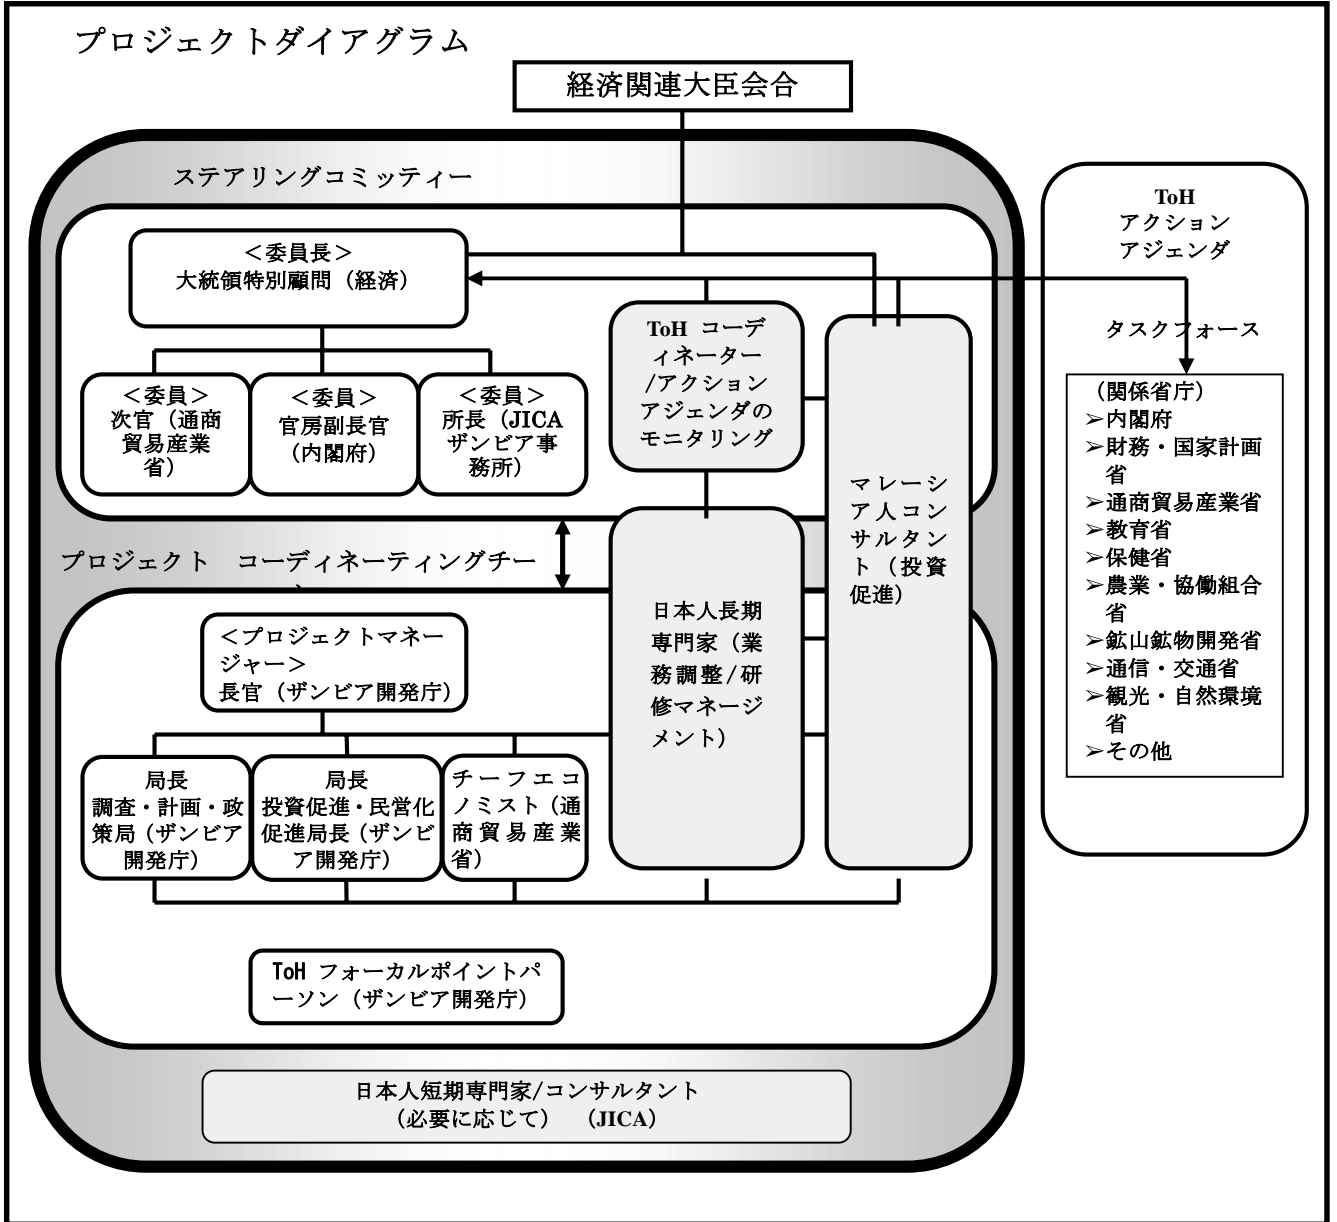 プロジェクトダイアグラム
経済関連大臣会合
ステアリングコミッティー
＜委員長＞
大統領特別顧問（経済）
＜委員＞
次官（通商
貿易産業
省）
＜委員＞
官房副長官
（内閣府）
＜委員＞
所長（JICA
ザンビア事
務所）
ToH コーデ
ィネーター
/アクション
アジェンダの
モニタリング
マレーシ
ア人コン
サルタン
ト（投資
促進）
プロジェクト　コーディネーティングチー
＜プロジェクトマネ―
ジャー＞
長官（ザンビア開発庁）
日本人長期
専門家（業
務調整/研
修マネージ
メント）
局長
調査・計画・政
策局（ザンビア
開発庁）
局長
投資促進・民営化
促進局長（ザンビ
ア開発庁）
チーフエコ
ノミスト（通
商貿易産業
省）
ToH フォーカルポイントパ
ーソン（ザンビア開発庁）
日本人短期専門家/コンサルタント
（必要に応じて）　（JICA）
ToH
アクション
アジェンダ
タスクフォース
（関係省庁）
➢内閣府
➢財務・国家計画
省
➢通商貿易産業省
➢教育省
➢保健省
➢農業・協働組合
省
➢鉱山鉱物開発省
➢通信・交通省
➢観光・自然環境
省
➢その他